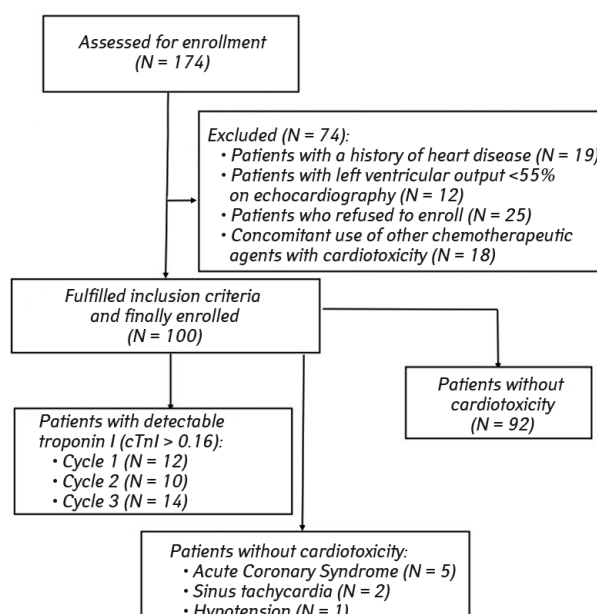 Assessed for enrollment
(N = 174)
Excluded (N = 74):
• Patients with a history of heart disease (N = 19)
• Patients with left ventricular output <55%
on echocardiography (N = 12)
• Patients who refused to enroll (N = 25)
• Concomitant use of other chemotherapeutic
agents with cardiotoxicity (N = 18)
Fulfilled inclusion criteria
and finally enrolled
(N = 100)
Patients without
cardiotoxicity
(N = 92)
Patients with detectable
troponin I (cTnI > 0.16):
• Cycle 1 (N = 12)
• Cycle 2 (N = 10)
• Cycle 3 (N = 14)
Patients without cardiotoxicity:
• Acute Coronary Syndrome (N = 5)
• Sinus tachycardia (N = 2)
• Hypotension (N = 1)